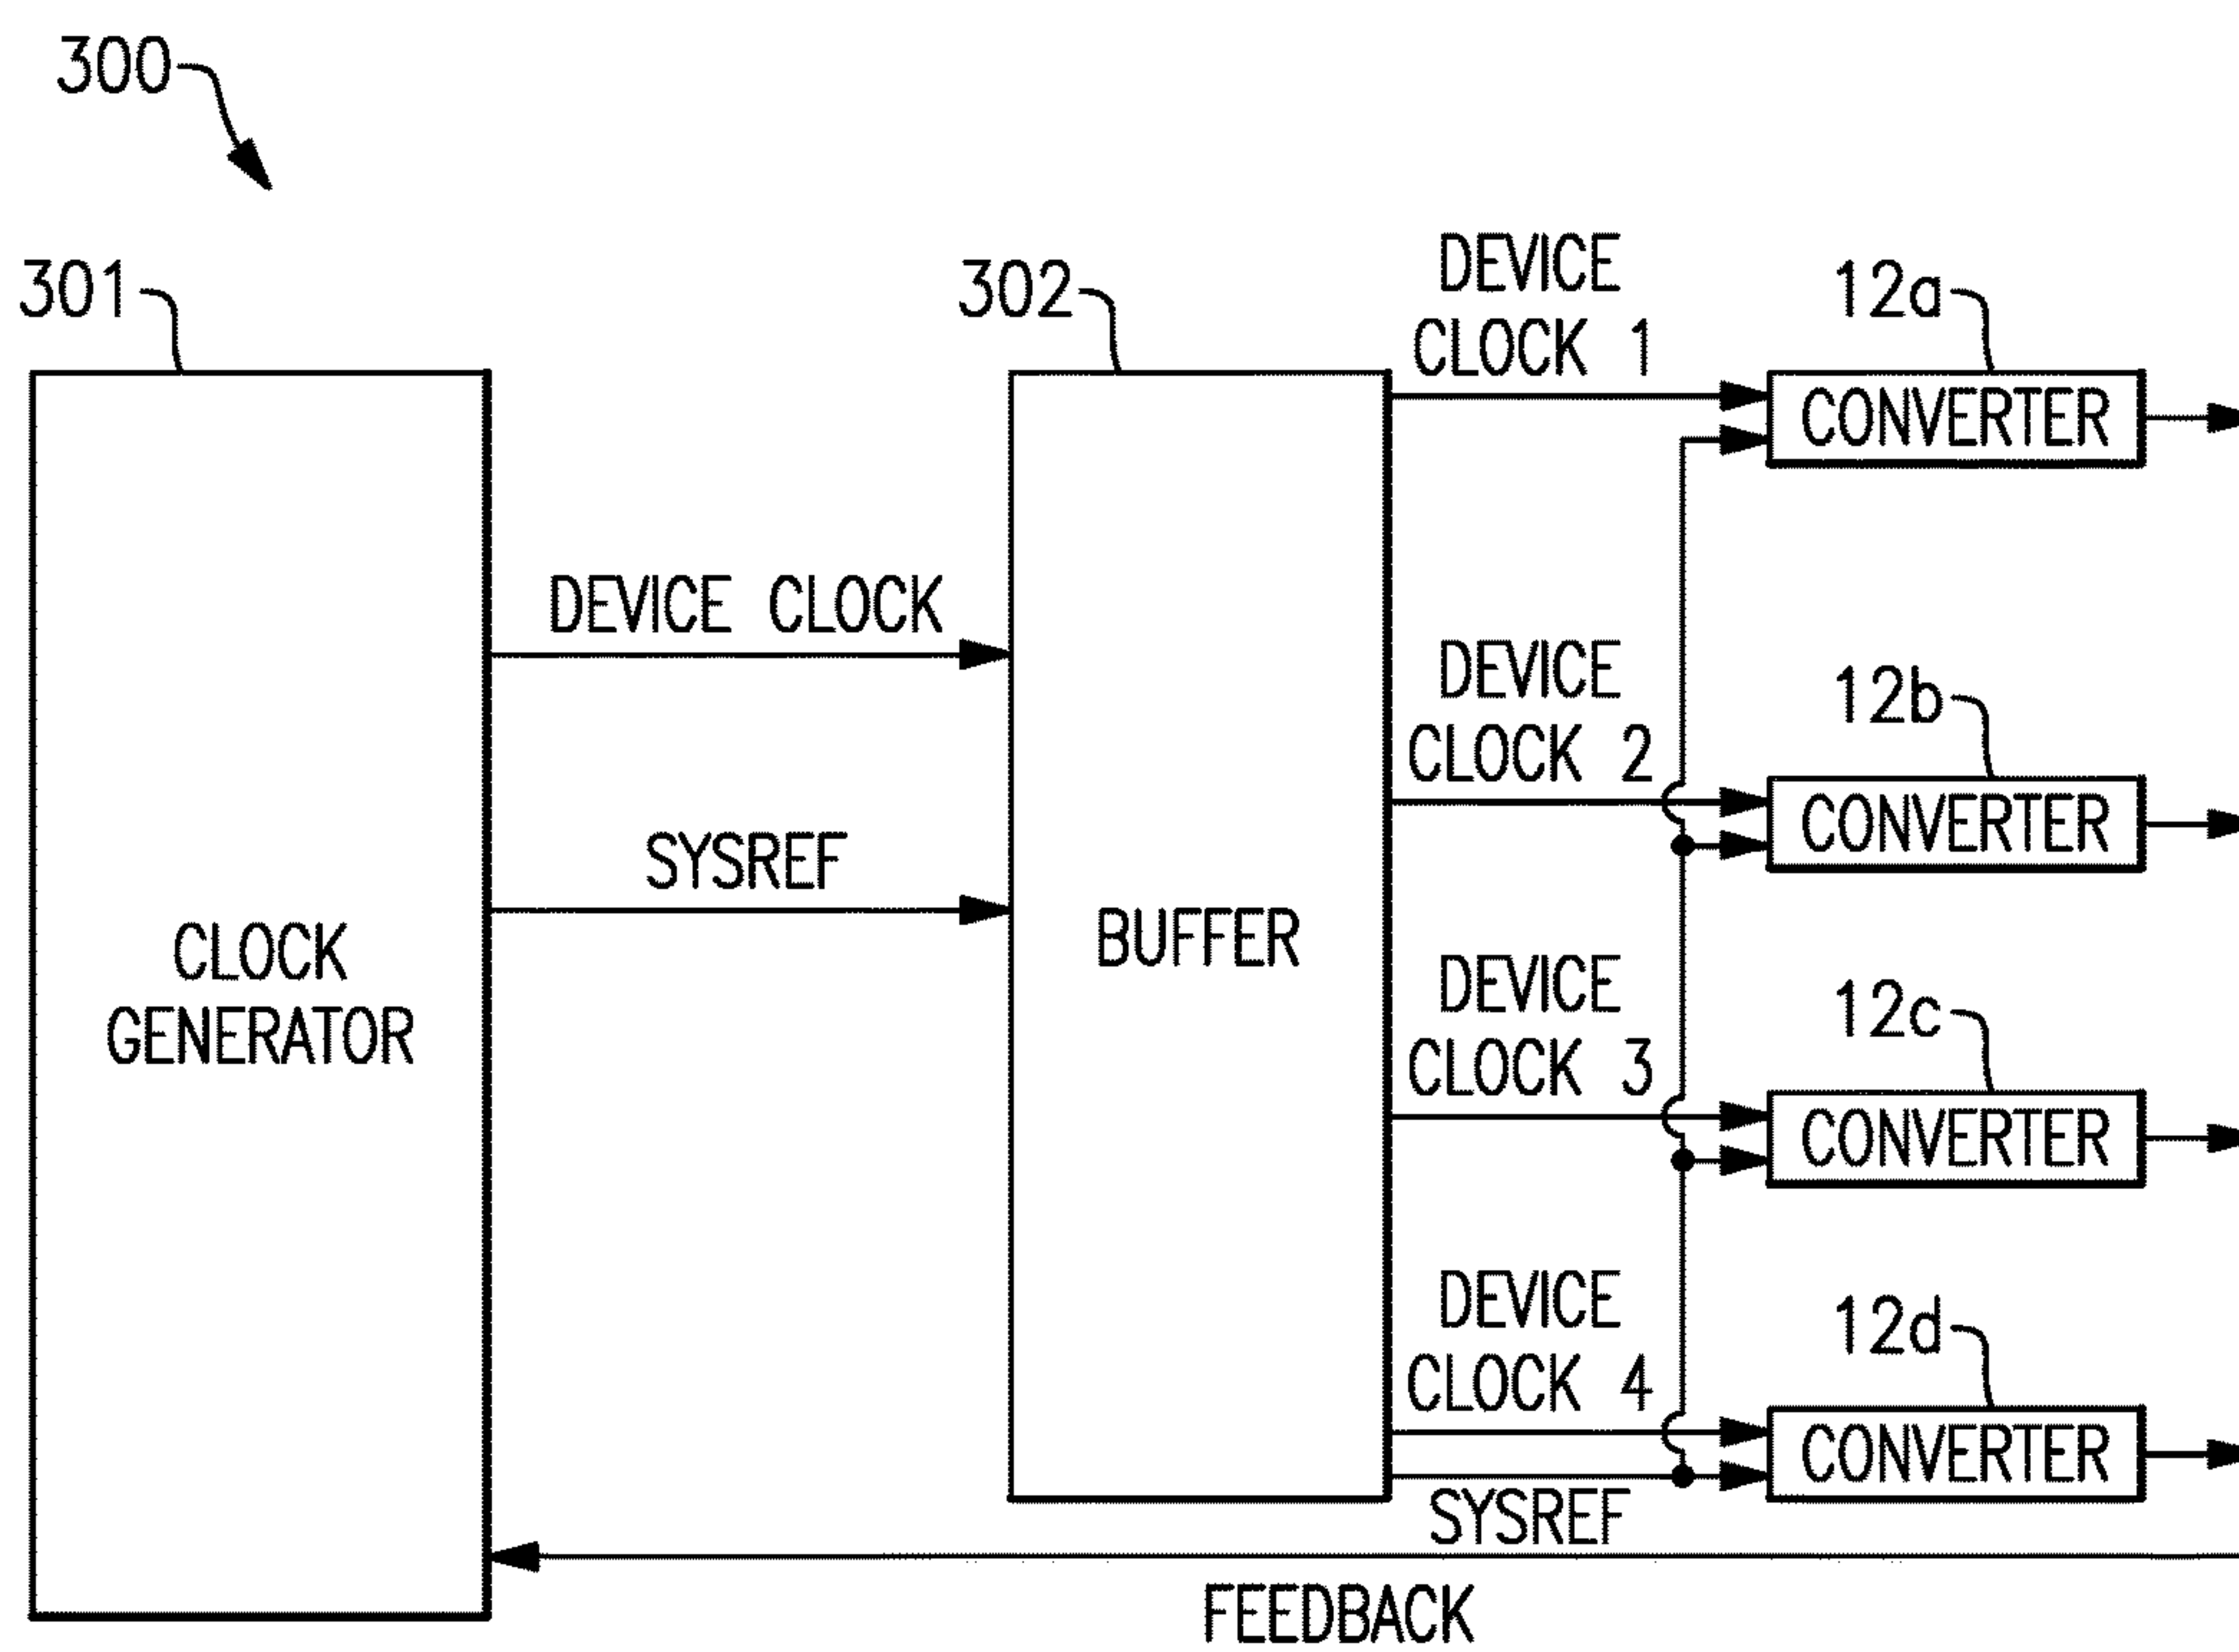 300
301
302
DEVICE
CLOCK 1
12a
CONVERTER
DEVICE CLOCK
DEVICE
CLOCK 2
12b
CONVERTER
SYSREF
CLOCK
GENERATOR
BUFFER
DEVICE
CLOCK 3
12c
CONVERTER
DEVICE
CLOCK 4
12d
CONVERTER
SYSREF
FEEDBACK